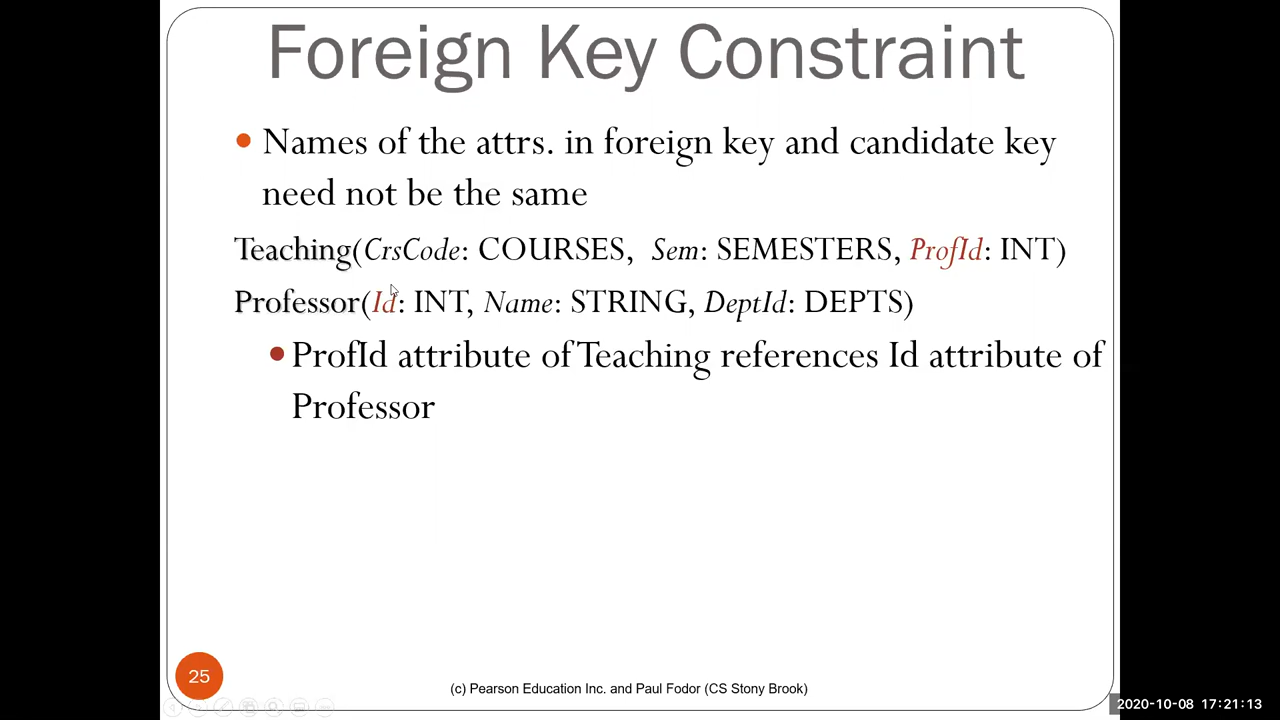 Foreign Key Constraint
Names of the attrs. in foreign key and candidate key
need not be the same
Teaching(CrsCode: COURSES, Sem: SEMESTERS, ProfId: INT)
Professor(Id: INT, Name: STRING, DeptId: DEPTS)
ProfId attribute of Teaching references Id attribute of
Professor
25
(c) Pearson Education Inc. and Paul Fodor (CS Stony Brook)
2020-10-08 17:21:13